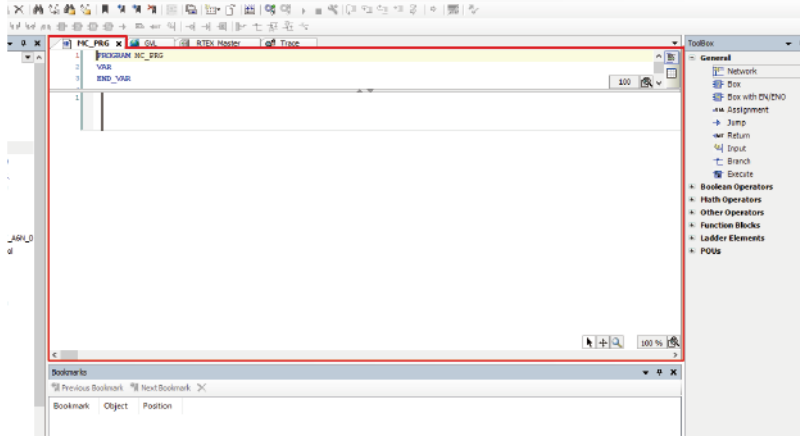 MC_PRG x GVL RTEX Master Trace
ToolBox
1 PROGRAM MC_PRG
2 VAR
3 END_VAR
100
1
General
Network
Box
Box with EN/ENO
Assignment
Jump
Return
Input
Branch
Execute
Boolean Operators
Math Operators
Other Operators
Function Blocks
Ladder Elements
POUs
_A6N_0
ol
100 %
Bookmarks
Previous Bookmark Next Bookmark
Bookmark Object Position